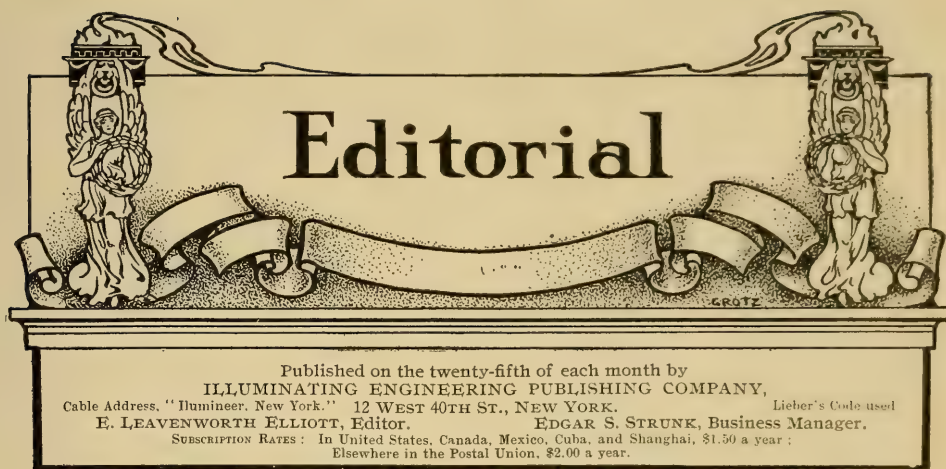 Editorial
GROTZ
Published on the twenty-fifth of each month by
ILLUMINATING ENGINEERING PUBLISHING COMPANY,
Cable Address. "Illumineer. New York." 12 WEST 40TH ST., NEW YORK. Lieber's Code used
E. LEAVENWORTH ELLIOTT, Editor. EDGAR S. STRUNK, Business Manager.
SUBSCRIPTION RATES : In United States, Canada, Mexico, Cuba, and Shanghai, $1.50 a year ;
Elsewhere in the Postal Union, $2.00 a year.